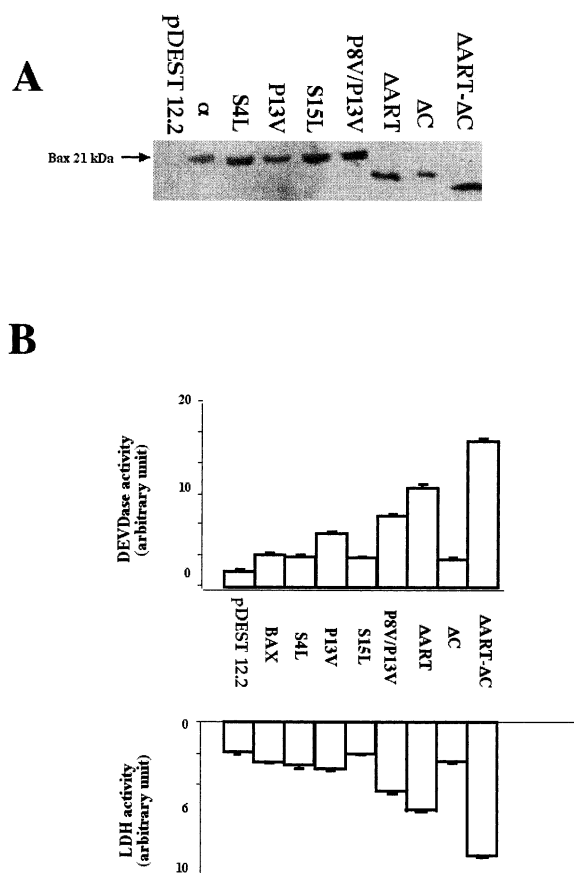 A
pDEST 12.2
α
S4L
P13V
S15L
P8V/P13V
ΔART
ΔC
ΔART-ΔC
Bax 21 kDa
B
20
10
0
DEVDase activity
(arbitrary unit)
pDEST 12.2
BAX
S4L
P13V
S15L
P8V/P13V
ΔART
ΔC
ΔART-ΔC
0
6
10
LDH activity
(arbitrary unit)